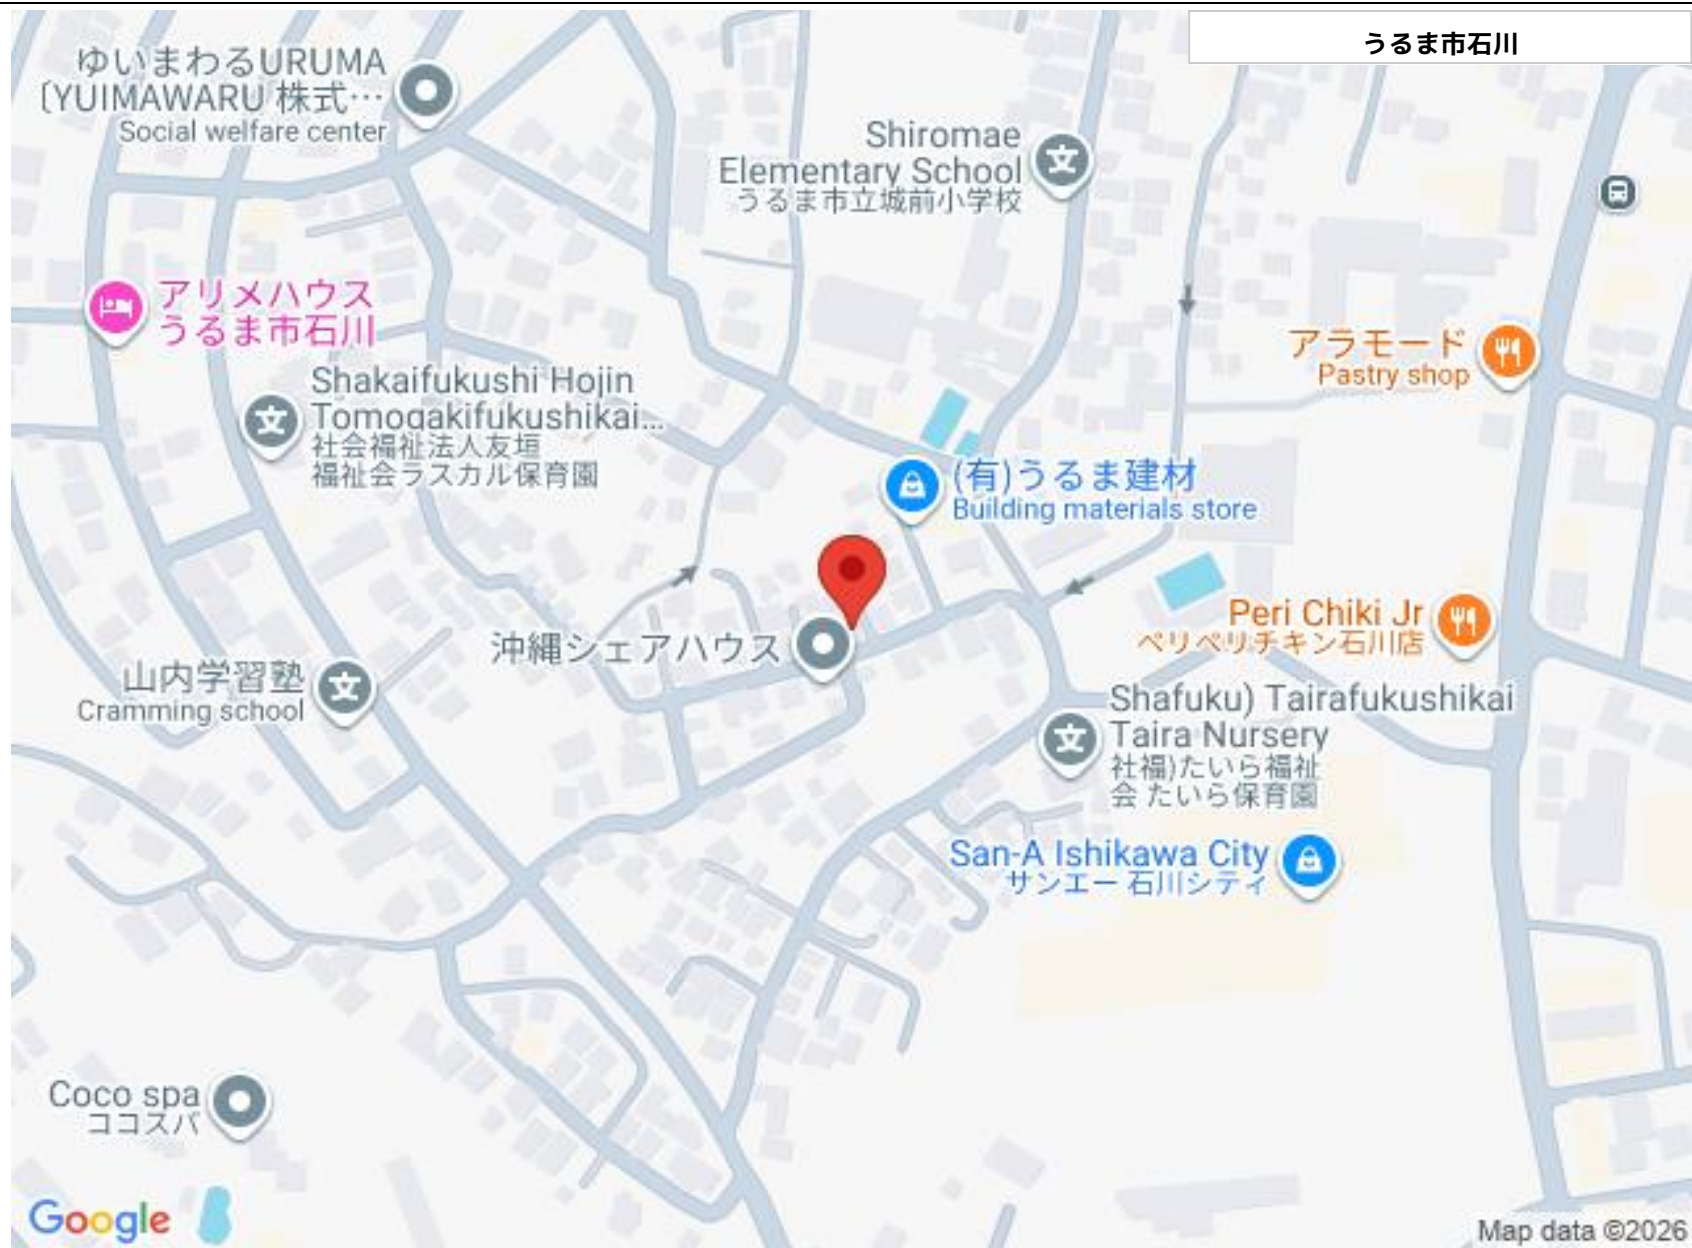 うるま市石川
ゆいまわるURUMA
(YUIMAWARU 株式…
Social welfare center
Shiromae
Elementary School
うるま市立城前小学校
アリメハウス
うるま市石川
アラモード
Pastry shop
Shakaifukushi Hojin
Tomogakifukushikai...
社会福祉法人友垣
福祉会ラスカル保育園
(有)うるま建材
Building materials store
Peri Chiki Jr
ペリペリチキン石川店
沖縄シェアハウス
山内学習塾
Cramming school
Shafuku) Tairafukushikai
Taira Nursery
社福)たいら福祉
会 たいら保育園
San-A Ishikawa City
サンエー 石川シティ
Coco spa
ココスパ
Google
Map data ©2026